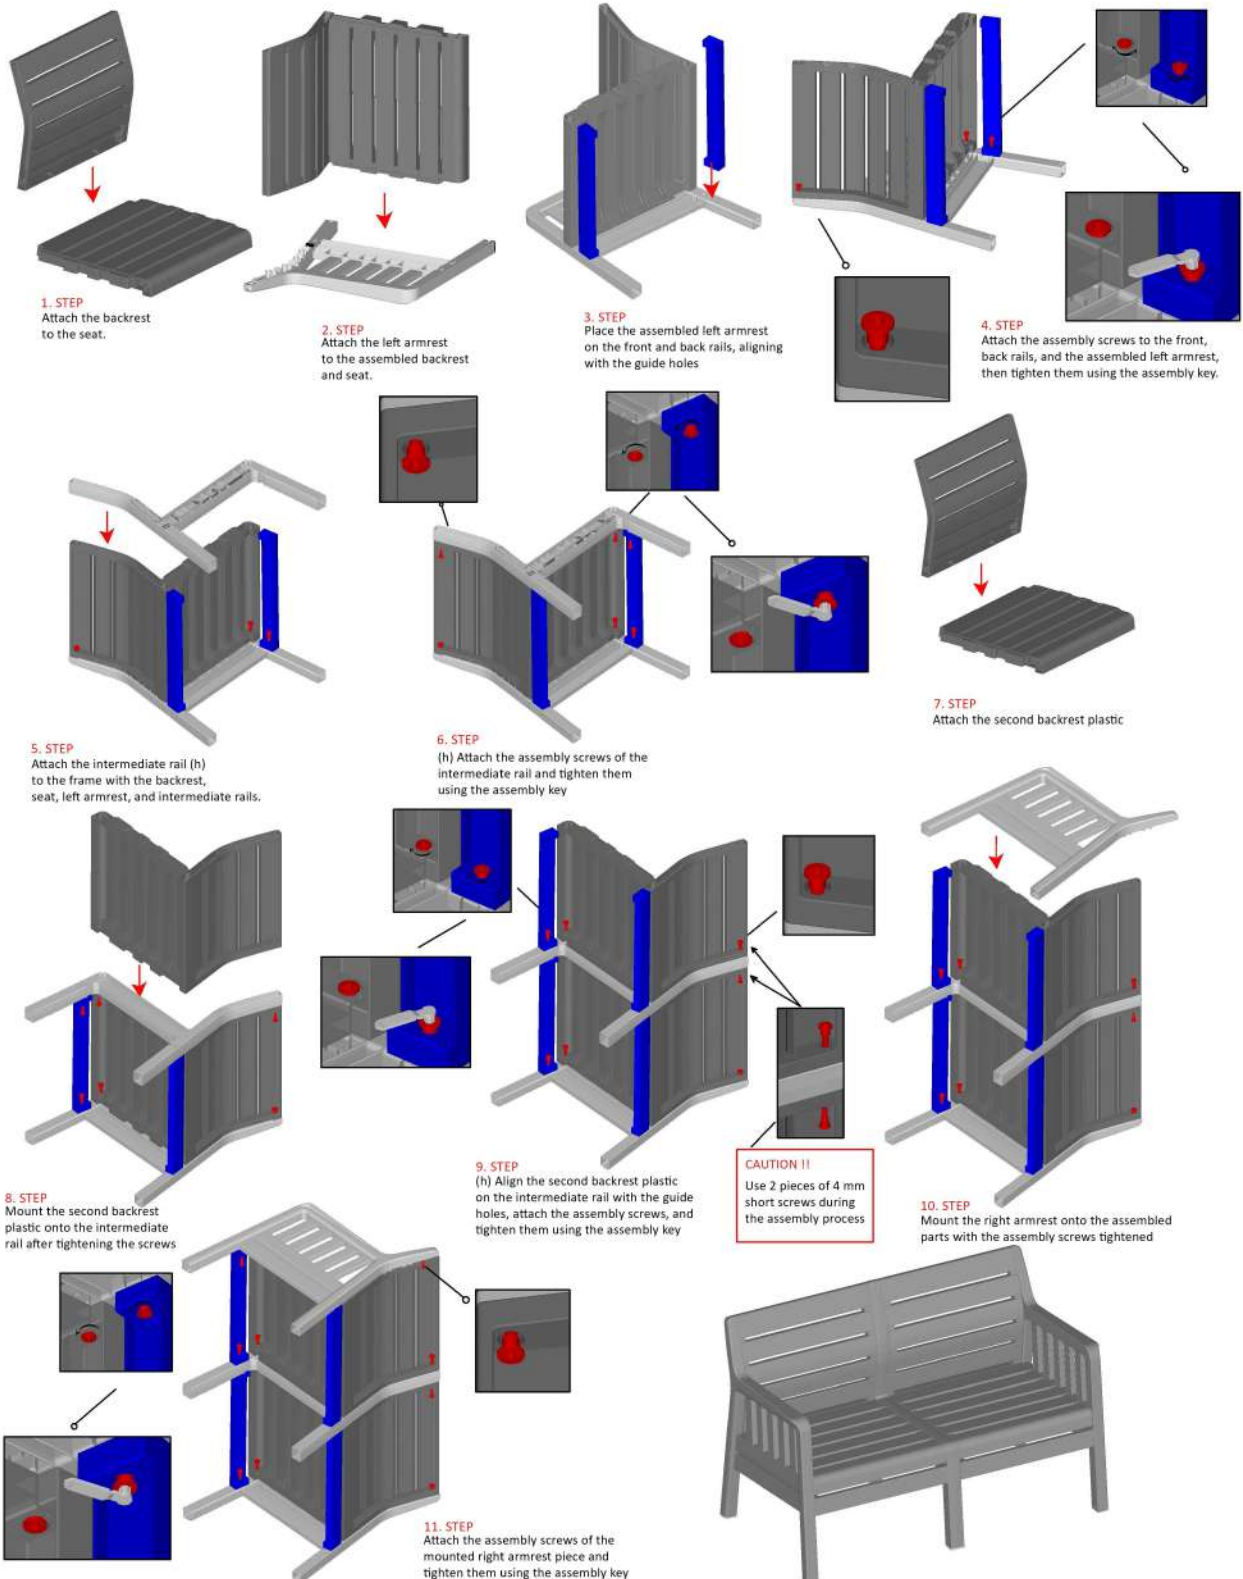 1. STEP
Attach the backrest
to the seat.
2. STEP
Attach the left armrest
to the assembled backrest
and seat.
3. STEP
Place the assembled left armrest
on the front and back rails, aligning
with the guide holes
4. STEP
Attach the assembly screws to the front,
back rails, and the assembled left armrest,
then tighten them using the assembly key.
5. STEP
Attach the intermediate rail (h)
to the frame with the backrest,
seat, left armrest, and intermediate rails.
6. STEP
(h) Attach the assembly screws of the
intermediate rail and tighten them
using the assembly key
7. STEP
Attach the second backrest plastic
8. STEP
Mount the second backrest
plastic onto the intermediate
rail after tightening the screws
9. STEP
(h) Align the second backrest plastic
on the intermediate rail with the guide
holes, attach the assembly screws, and
tighten them using the assembly key
CAUTION !!
Use 2 pieces of 4 mm
short screws during
the assembly process
10. STEP
Mount the right armrest onto the assembled
parts with the assembly screws tightened
11. STEP
Attach the assembly screws of the
mounted right armrest piece and
tighten them using the assembly key